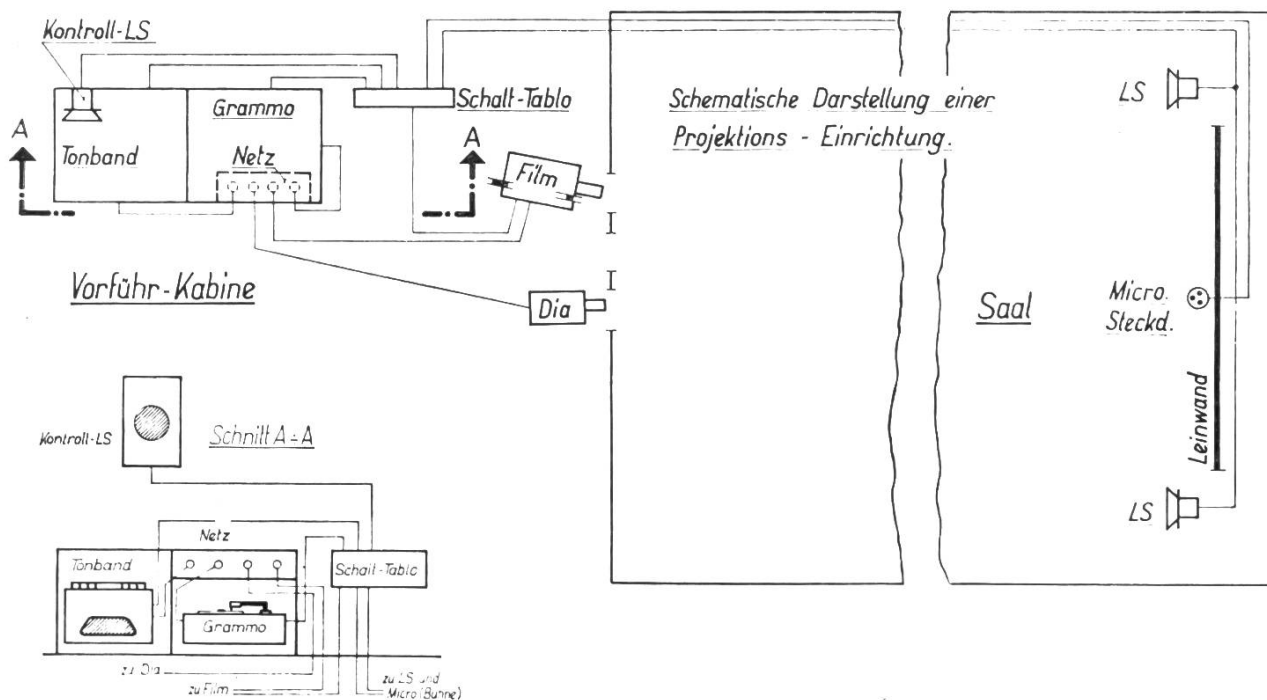 Kontroll-LS
Grammo
Schalt-Tablo
A
Tonband
Netz
A
Film
Schematische Darstellung einer
Projektions - Einrichtung.
LS
Vorführ-Kabine
Dia
Saal
Micro.
Steckd.
Leinwand
LS
Kontroll-LS
Schnitt A-A
Netz
Tonband
Schalt-Tablo
Grammo
zu Dia
zu Film
zu LS und
Micro (Bühne)